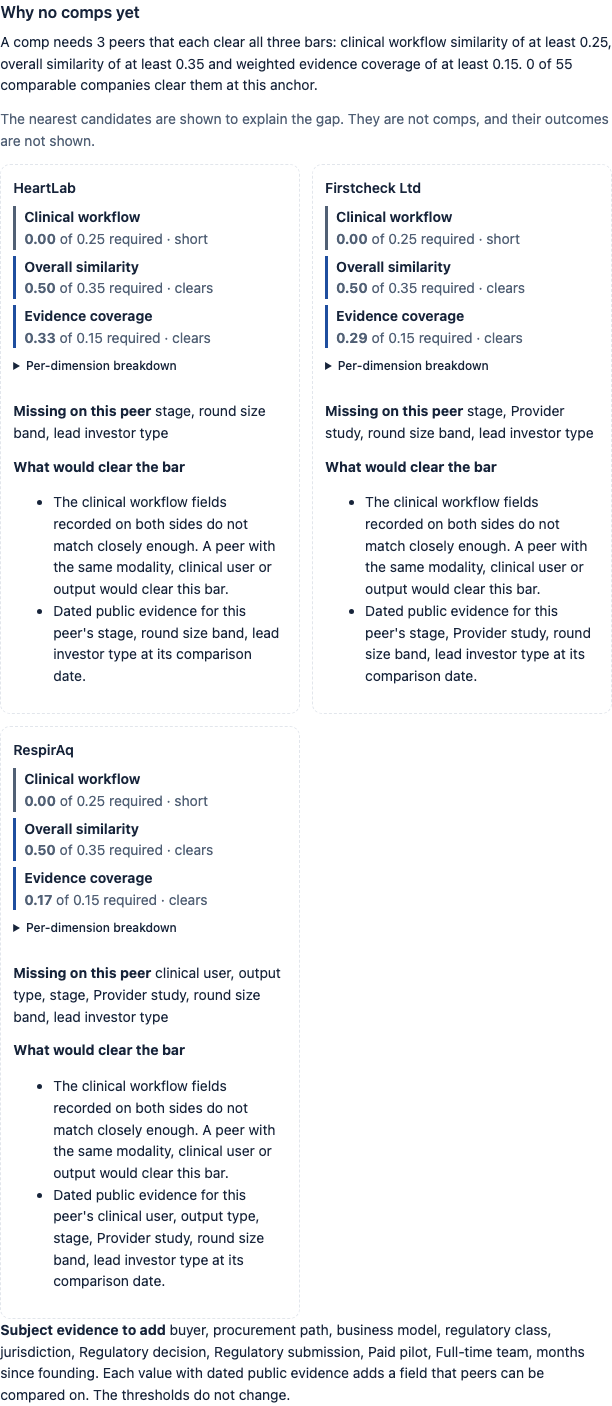 Why no comps yet
A comp needs 3 peers that each clear all three bars: clinical workflow similarity of at least 0.25,
overall similarity of at least 0.35 and weighted evidence coverage of at least 0.15. 0 of 55
comparable companies clear them at this anchor.
The nearest candidates are shown to explain the gap. They are not comps, and their outcomes
are not shown.
HeartLab
Clinical workflow
0.00 of 0.25 required · short
Overall similarity
0.50 of 0.35 required · clears
Evidence coverage
0.33 of 0.15 required · clears
▶ Per-dimension breakdown
Missing on this peer stage, round size
band, lead investor type
What would clear the bar
• The clinical workflow fields
recorded on both sides do not
match closely enough. A peer with
the same modality, clinical user or
output would clear this bar.
• Dated public evidence for this
peer's stage, round size band, lead
investor type at its comparison
date.
Firstcheck Ltd
Clinical workflow
0.00 of 0.25 required · short
Overall similarity
0.50 of 0.35 required · clears
Evidence coverage
0.29 of 0.15 required · clears
▶ Per-dimension breakdown
Missing on this peer stage, Provider
study, round size band, lead investor type
What would clear the bar
• The clinical workflow fields
recorded on both sides do not
match closely enough. A peer with
the same modality, clinical user or
output would clear this bar.
• Dated public evidence for this
peer's stage, Provider study, round
size band, lead investor type at its
comparison date.
RespirAq
Clinical workflow
0.00 of 0.25 required · short
Overall similarity
0.50 of 0.35 required · clears
Evidence coverage
0.17 of 0.15 required · clears
▶ Per-dimension breakdown
Missing on this peer clinical user, output
type, stage, Provider study, round size
band, lead investor type
What would clear the bar
• The clinical workflow fields
recorded on both sides do not
match closely enough. A peer with
the same modality, clinical user or
output would clear this bar.
• Dated public evidence for this
peer's clinical user, output type,
stage, Provider study, round size
band, lead investor type at its
comparison date.
Subject evidence to add buyer, procurement path, business model, regulatory class,
jurisdiction, Regulatory decision, Regulatory submission, Paid pilot, Full-time team, months
since founding. Each value with dated public evidence adds a field that peers can be
compared on. The thresholds do not change.